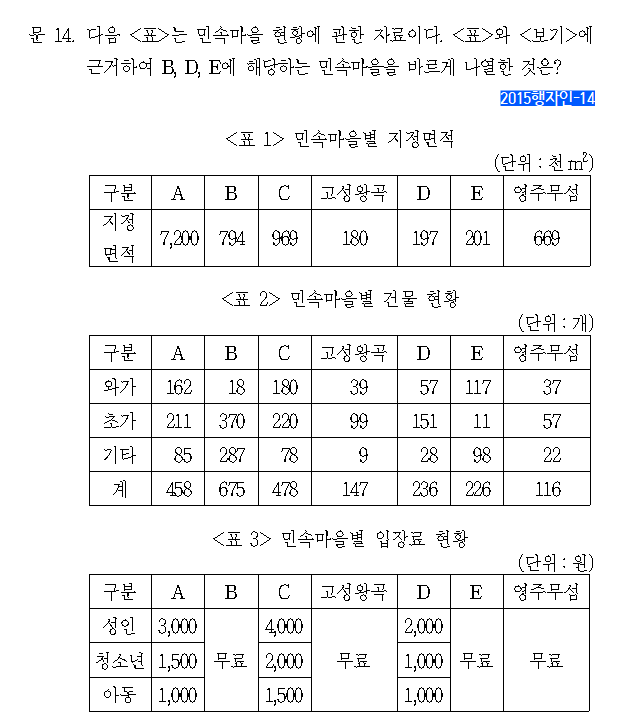 문 14. 다음 <표>는 민속마을 현황에 관한 자료이다. <표>와 <보기>에
근거하여 B, D, E에 해당하는 민속마을을 바르게 나열한 것은?
2015행자인-14
<표 1> 민속마을별 지정면적
(단위 : 천㎡)
구분 A B C 고성왕곡 D E 영주무섬
지정
면적 7,200 794 969 180 197 201 669
<표 2> 민속마을별 건물 현황
(단위 : 개)
구분 A B C 고성왕곡 D E 영주무섬
와가 162 18 180 39 57 117 37
초가 211 370 220 99 151 11 57
기타 85 287 78 9 28 98 22
계 458 675 478 147 236 226 116
<표 3> 민속마을별 입장료 현황
(단위 : 원)
구분 A B C 고성왕곡 D E 영주무섬
성인 3,000 4,000 2,000
청소년 1,500 무료 2,000 무료 1,000 무료 무료
아동 1,000 1,500 1,000